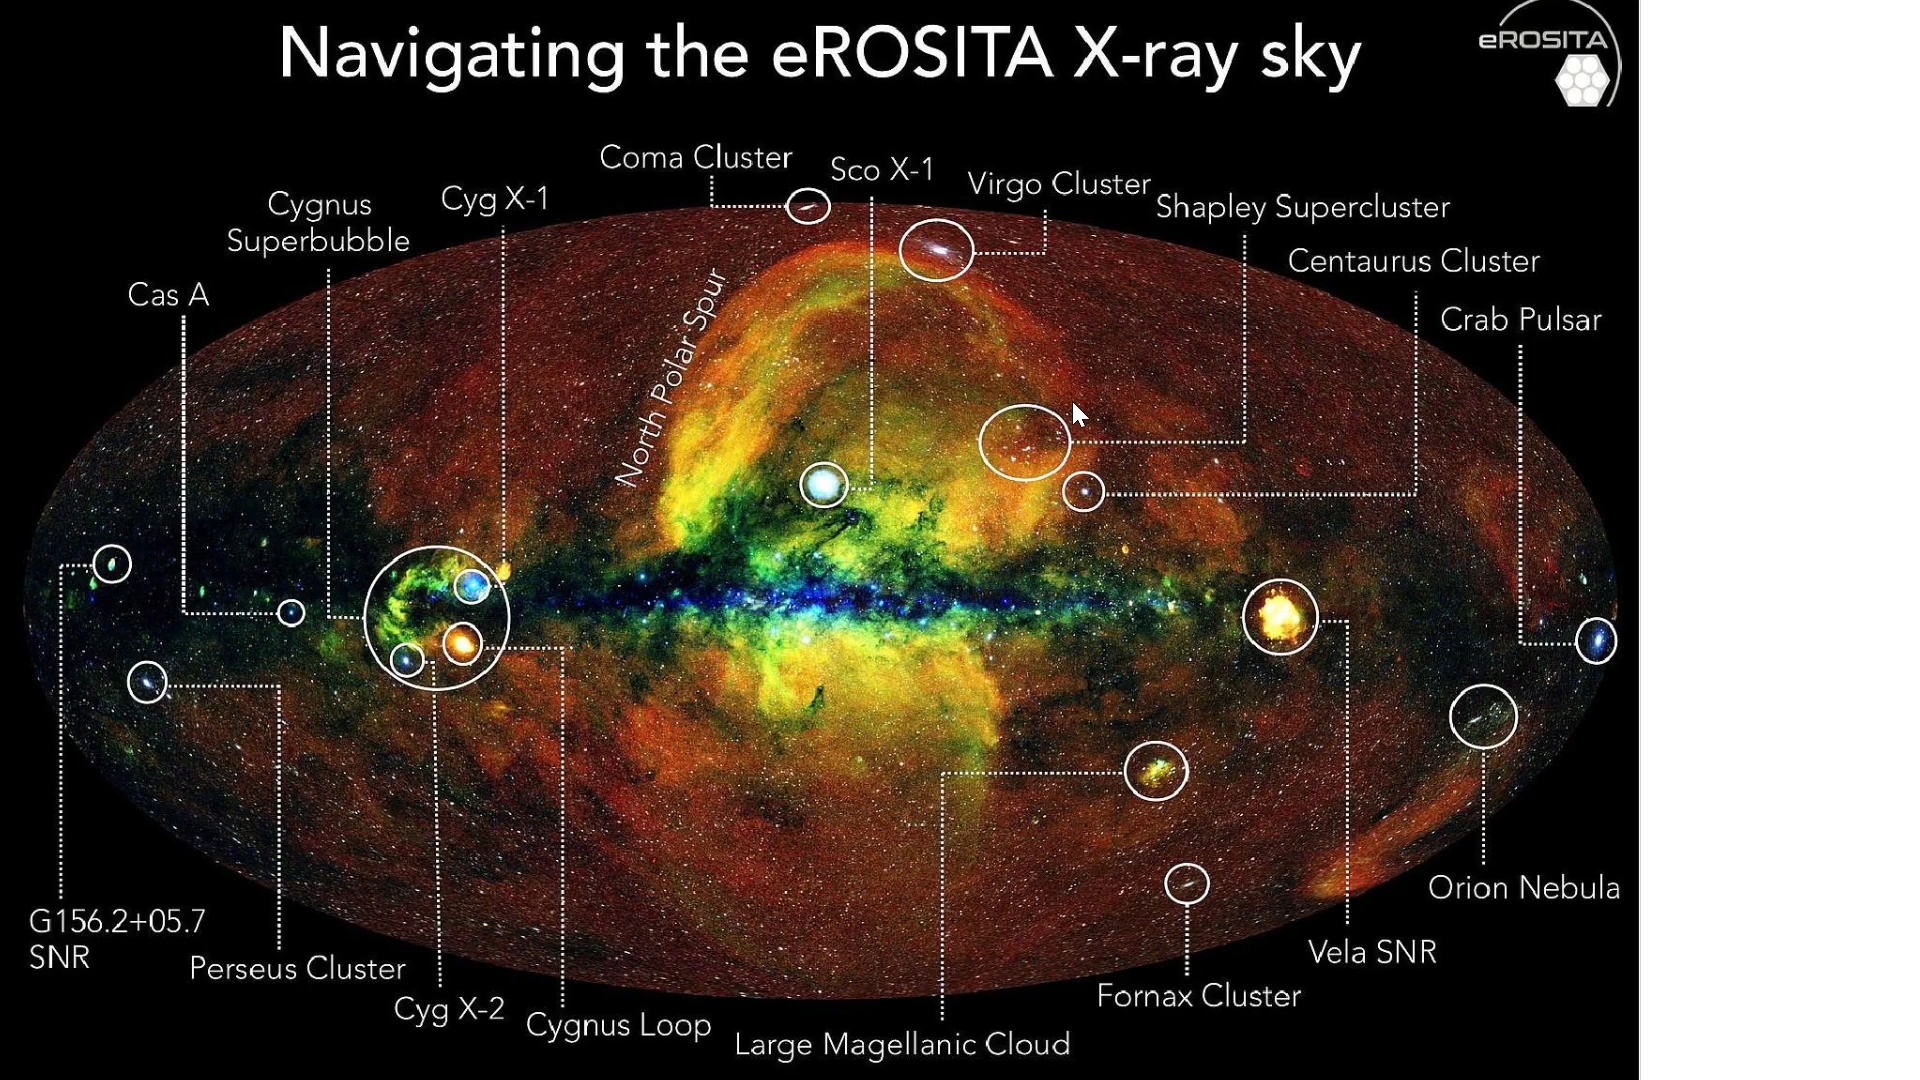 Navigating the eROSITA X-ray sky
eROSITA
Coma Cluster
Sco X-1
Virgo Cluster
Shapley Supercluster
Cygnus
Superbubble
Cyg X-1
Centaurus Cluster
Cas A
Crab Pulsar
North Polar Spur
G156.2+05.7
SNR
Perseus Cluster
Cyg X-2
Cygnus Loop
Large Magellanic Cloud
Fornax Cluster
Vela SNR
Orion Nebula